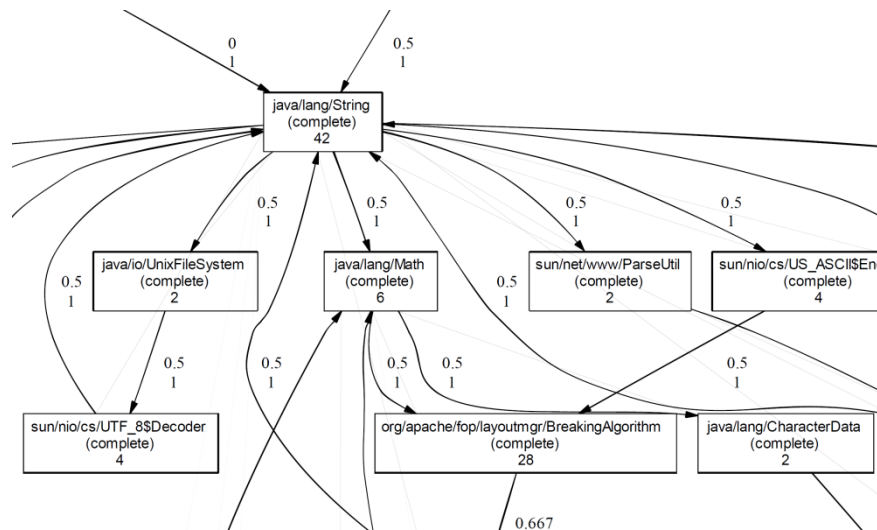 0
1
0.5
1
java/lang/String
(complete)
42
0.5
1
0.5
1
0.5
1
0.5
1
java/io/UnixFileSystem
(complete)
2
java/lang/Math
(complete)
6
sun/net/www/ParseUtil
(complete)
2
sun/nio/cs/US_ASCII$En
(complete)
4
0.5
1
0.5
1
0.5
1
0.5
1
0.5
1
0.5
1
0.5
1
sun/nio/cs/UTF_8$Decoder
(complete)
4
org/apache/fop/layoutmgr/BreakingAlgorithm
(complete)
28
java/lang/CharacterData
(complete)
2
0.667